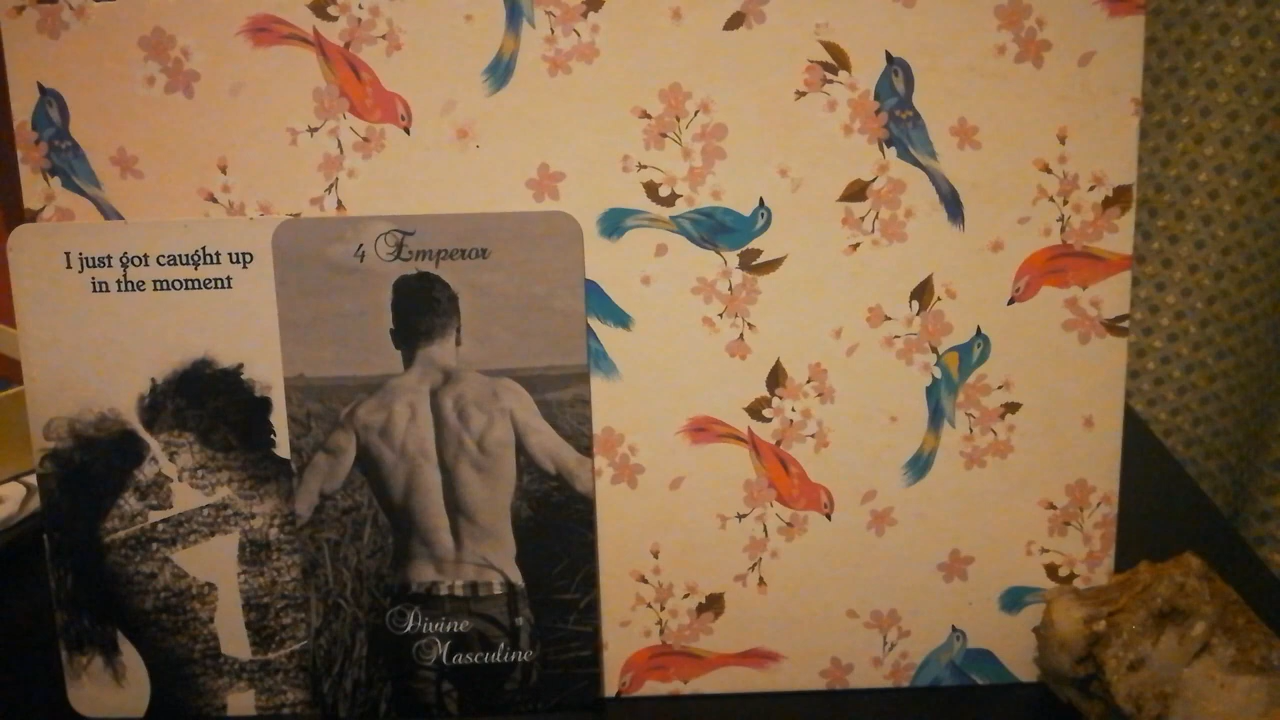 I just got caught up
in the moment
4 Emperor
Divine
Masculine